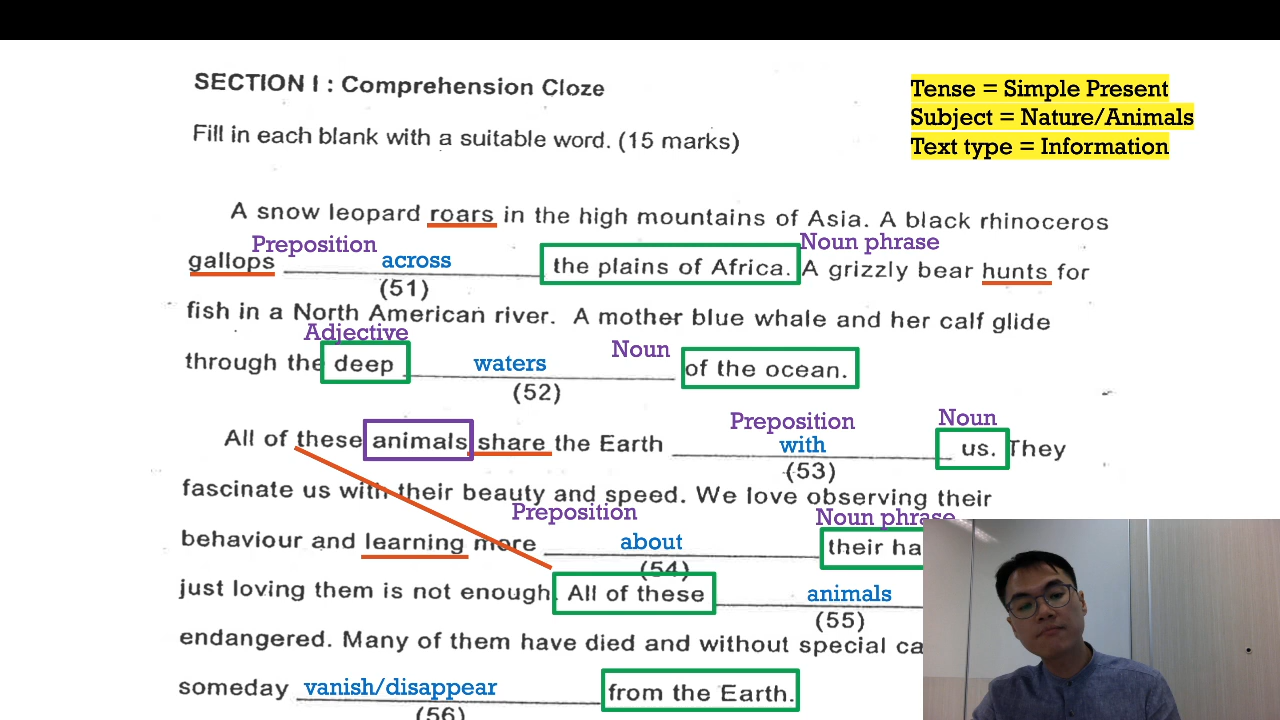 SECTION I : Comprehension Cloze
Tense = Simple Present
Subject = Nature/Animals
Text type = Information
Fill in each blank with a suitable word. (15 marks)
A snow leopard roars in the high mountains of Asia. A black rhinoceros
Preposition Noun phrase
gallops across the plains of Africa. A grizzly bear hunts for
(51)
fish in a North American river. A mother blue whale and her calf glide
Adjective Noun
through the deep waters of the ocean.
(52)
Preposition Noun
All of these animals share the Earth with us. They
(53)
fascinate us with their beauty and speed. We love observing their
Preposition Noun phrase
behaviour and learning more about their
(54)
just loving them is not enough. All of these animals
(55)
endangered. Many of them have died and without special
someday vanish/disappear from the Earth.
(56)